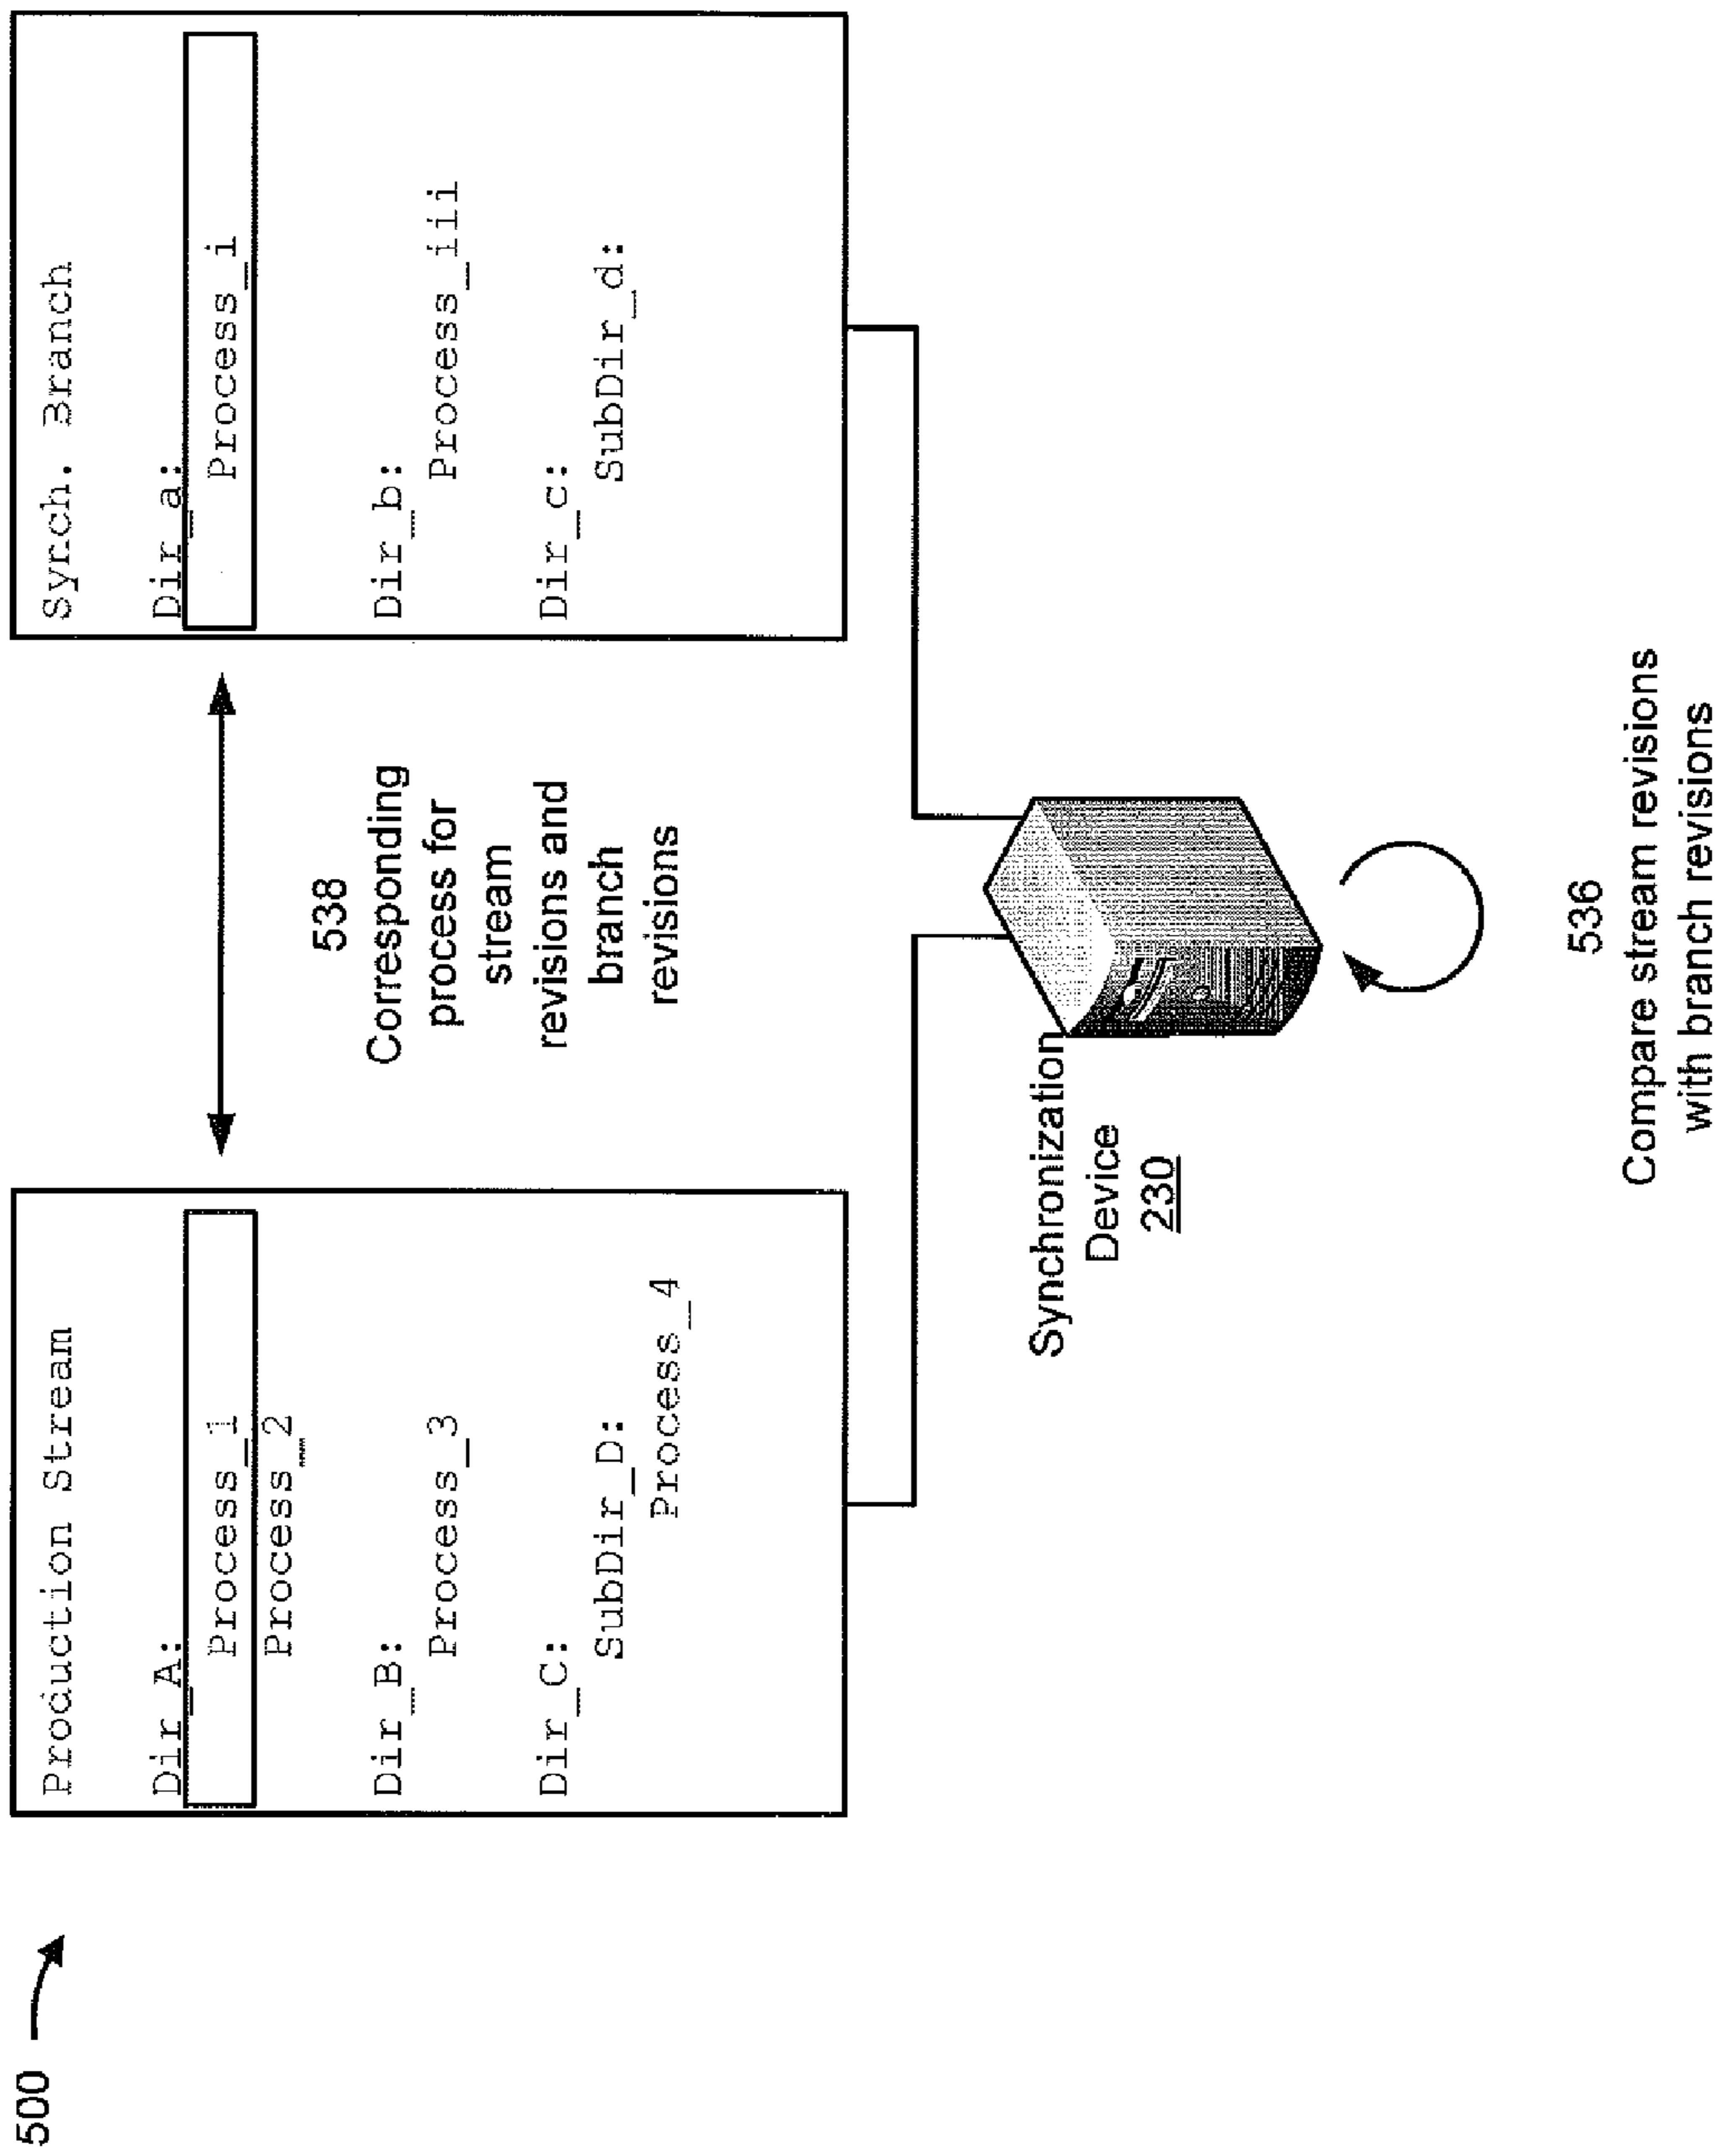 500
Production Stream
Dir_A:
Process_1
Process_2
Dir_B:
Process_3
Dir_C:
SubDir_D:
Process_4
538
Corresponding
process for
stream
revisions and
branch
revisions
Synch. Branch
Dir_a:
Process_i
Dir_b:
Process_iii
Dir_c:
SubDir_d:
Synchronization
Device
230
536
Compare stream revisions
with branch revisions